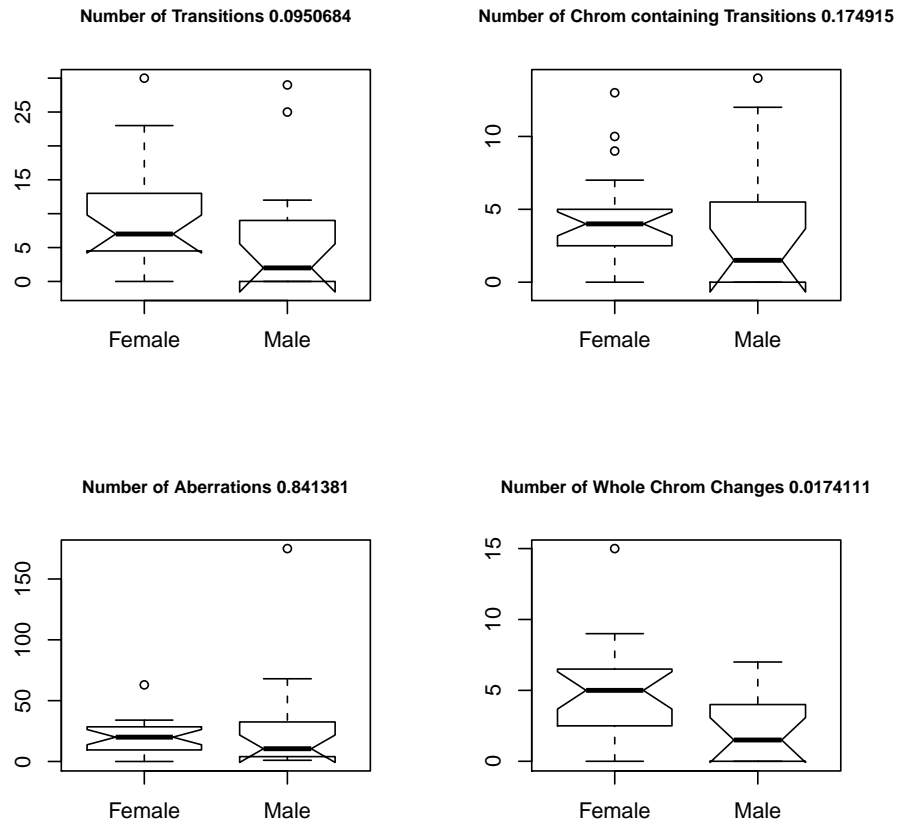 Number of Transitions 0.0950684
25
15
5
0
Female Male
Number of Chrom containing Transitions 0.174915
10
5
0
Female Male
Number of Aberrations 0.841381
150
100
50
0
Female Male
Number of Whole Chrom Changes 0.0174111
15
10
5
0
Female Male